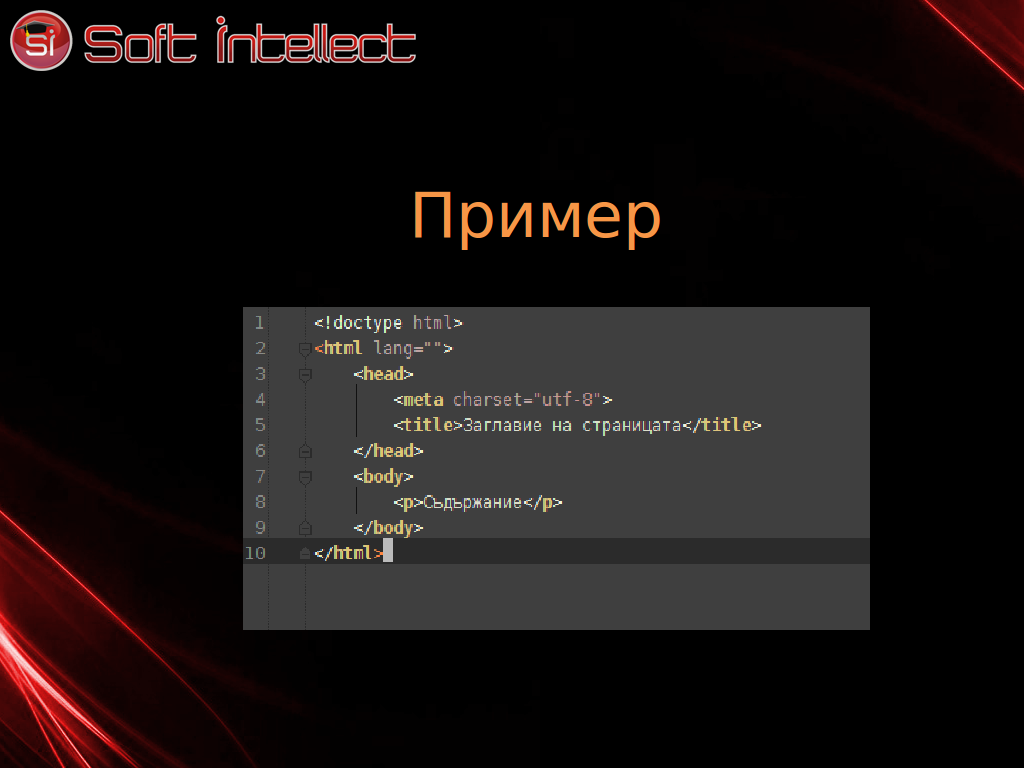 Si Soft Intellect
Пример
1 <!doctype html>
2 <html lang="">
3     <head>
4         <meta charset="utf-8">
5         <title>Заглавие на страницата</title>
6     </head>
7     <body>
8         <p>Съдържание</p>
9     </body>
10 </html>